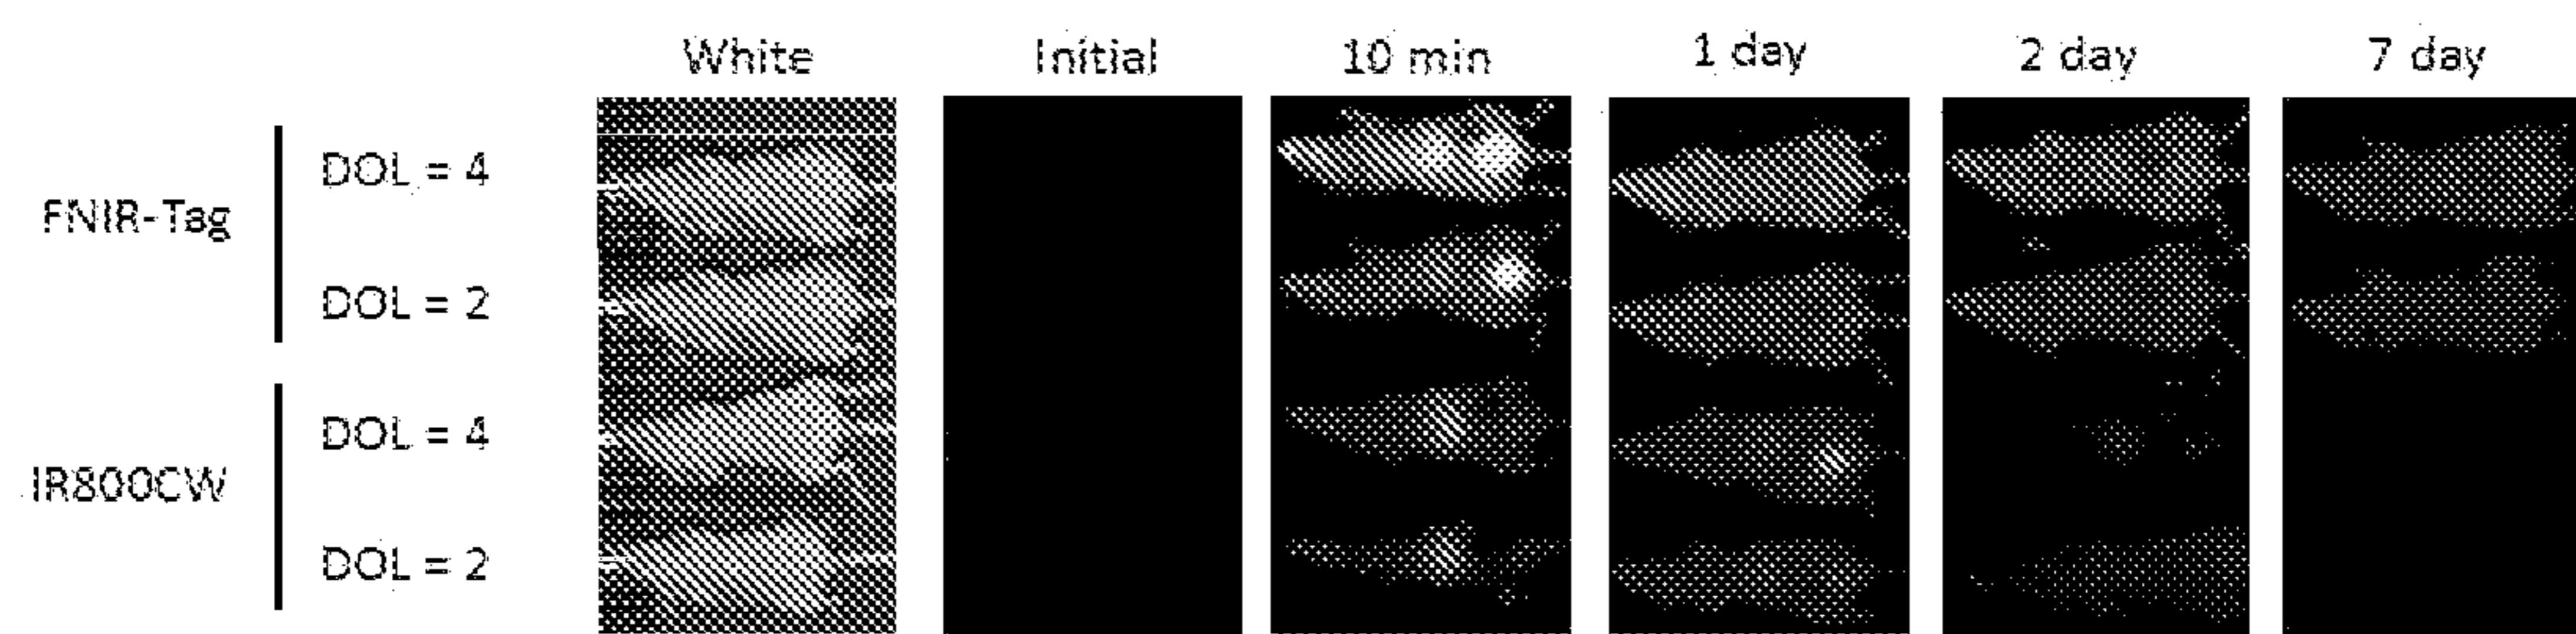 White Initial 10 min 1 day 2 day 7 day
DOL = 4
FNIR-Tag
DOL = 2
DOL = 4
IR800CW
DOL = 2